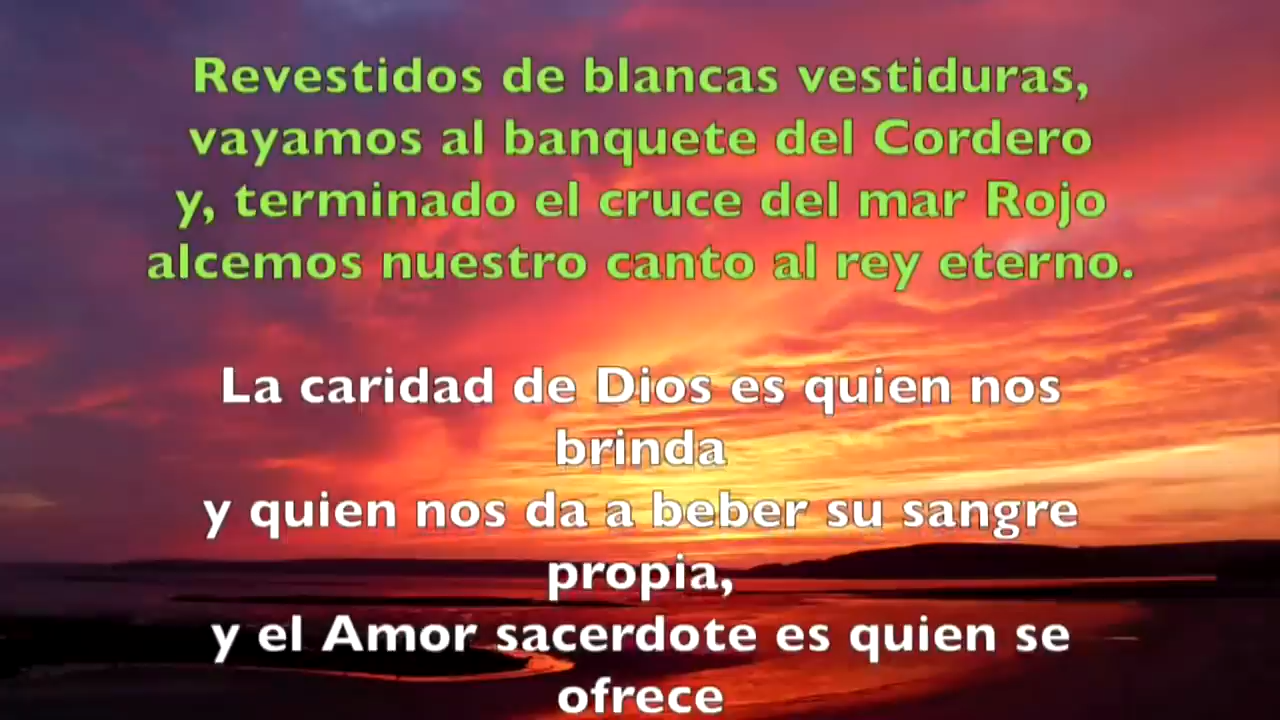 Revestidos de blancas vestiduras,
vayamos al banquete del Cordero
y, terminado el cruce del mar Rojo
alcemos nuestro canto al rey eterno.
La caridad de Dios es quien nos
brinda
y quien nos da a beber su sangre
propia,
y el Amor sacerdote es quien se
ofrece